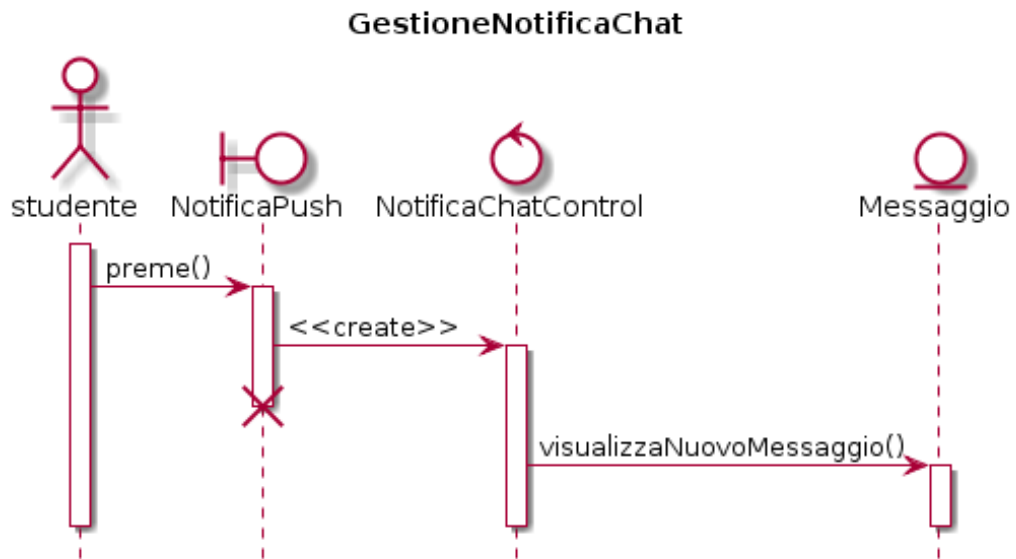 GestioneNotificaChat
studente NotificaPush NotificaChatControl Messaggio
preme()
<<create>>
visualizzaNuovoMessaggio()